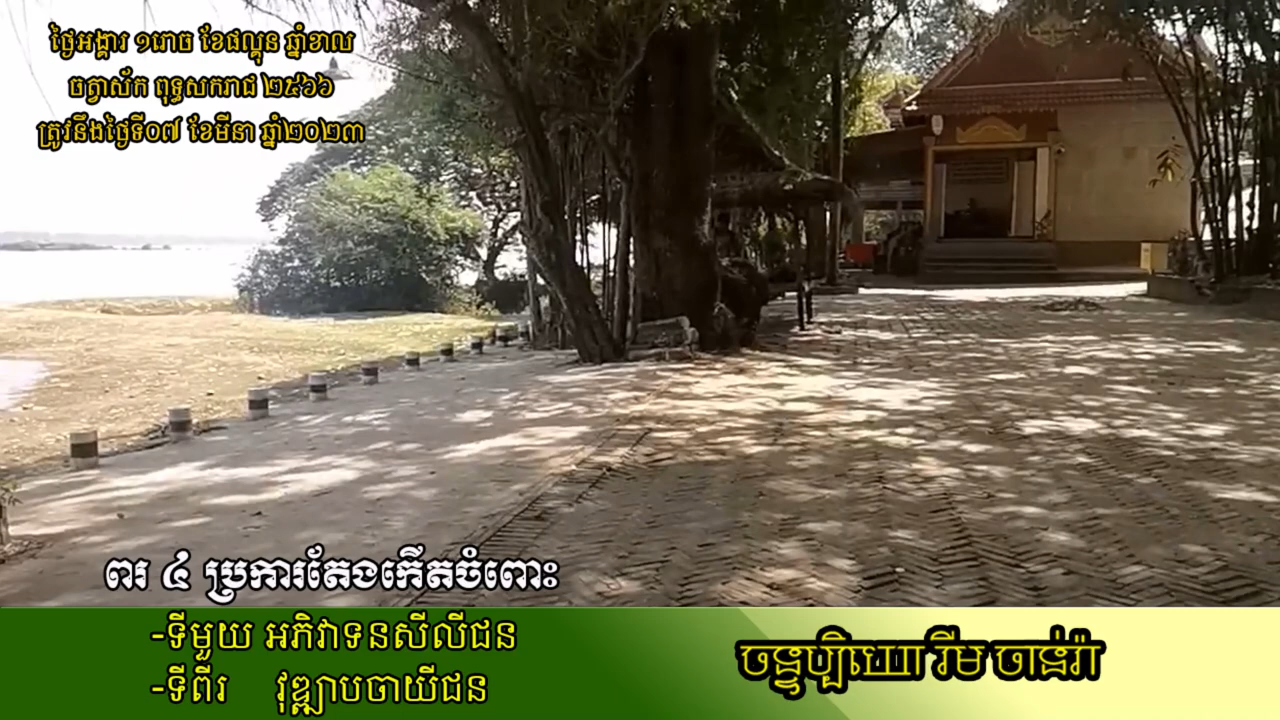 ថ្ងៃអង្គារ ១រោច ខែផល្គុន ឆ្នាំខាល
ចត្វាស័ក ពុទ្ធសករាជ ២៥៦៦
ត្រូវនឹងថ្ងៃទី០៧ ខែមីនា ឆ្នាំ២០២៣
ពរ ៤ ប្រការតែងកើតចំពោះ
-ទីមួយ អភិវាទនសីលីជន
-ទីពីរ វុឌ្ឍាបចាយីជន
ចន្ទប្បិយោ រីម ចាន់រ៉ា